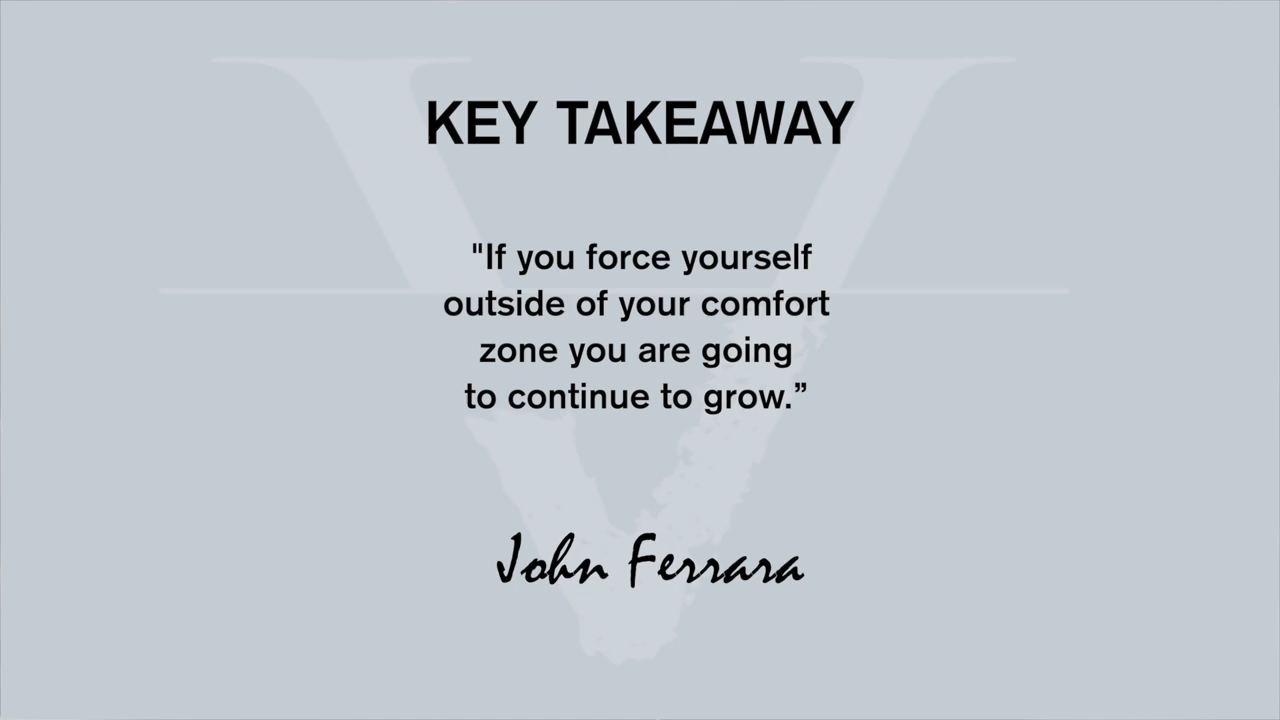 KEY TAKEAWAY
"If you force yourself
outside of your comfort
zone you are going
to continue to grow.”
John Ferrara